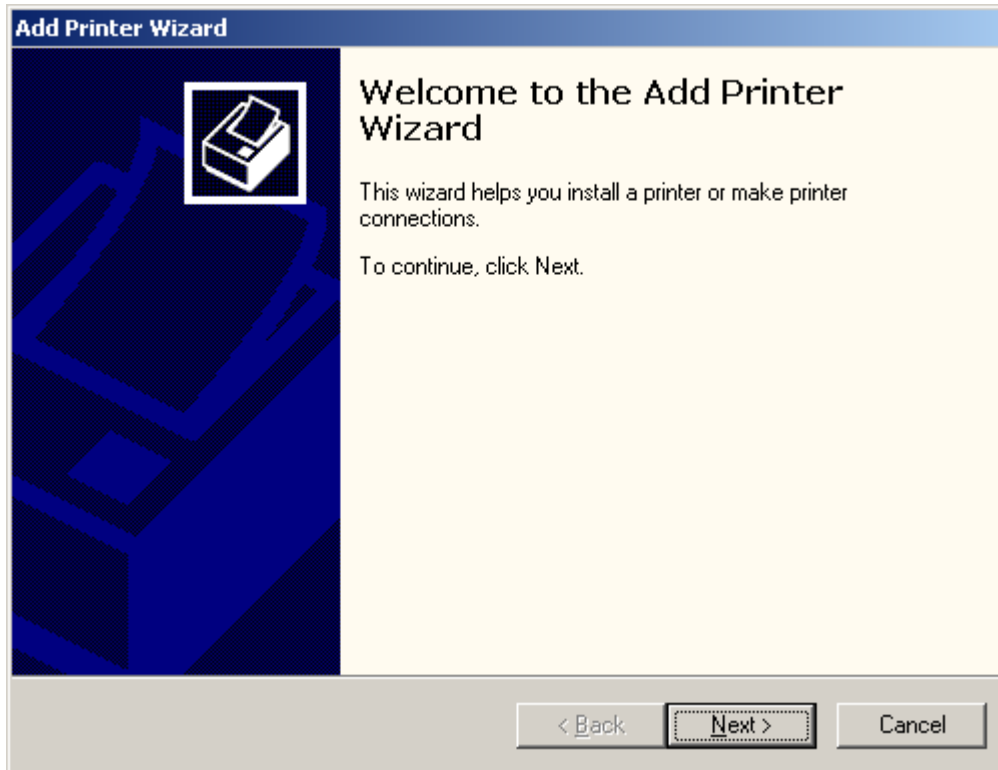 Add Printer Wizard
Welcome to the Add Printer
Wizard
This wizard helps you install a printer or make printer
connections.
To continue, click Next.
< Back
Next >
Cancel